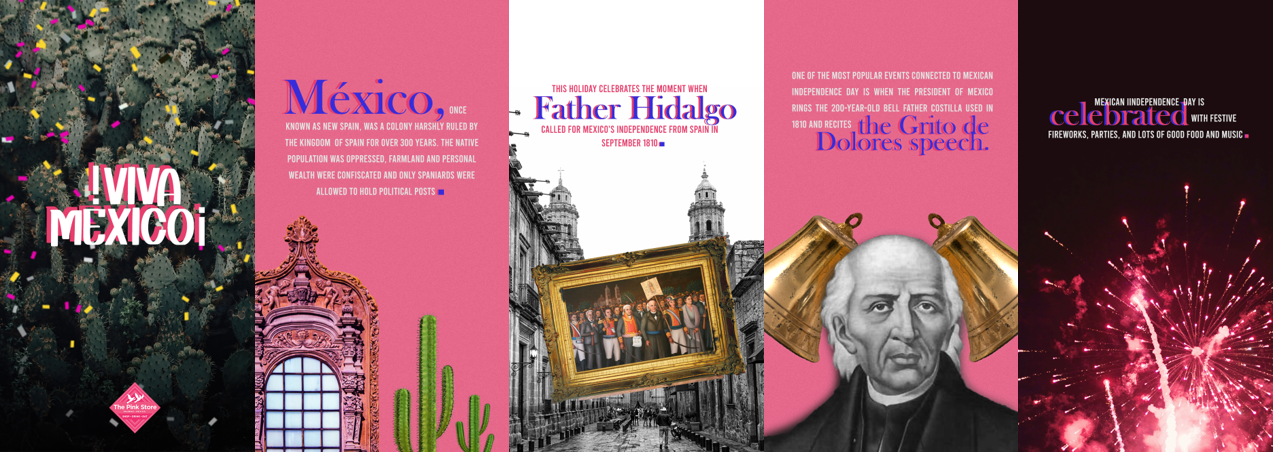 !VIVA
MÉXICO¡
The Pink Store
México, ONCE
KNOWN AS NEW SPAIN, WAS A COLONY HARSHLY RULED BY
THE KINGDOM OF SPAIN FOR OVER 300 YEARS. THE NATIVE
POPULATION WAS OPPRESSED, FARMLAND AND PERSONAL
WEALTH WERE CONFISCATED AND ONLY SPANIARDS WERE
ALLOWED TO HOLD POLITICAL POSTS
THIS HOLIDAY CELEBRATES THE MOMENT WHEN
Father Hidalgo
CALLED FOR MEXICO'S INDEPENDENCE FROM SPAIN IN
SEPTEMBER 1810
ONE OF THE MOST POPULAR EVENTS CONNECTED TO MEXICAN
INDEPENDENCE DAY IS WHEN THE PRESIDENT OF MEXICO
RINGS THE 200-YEAR-OLD BELL FATHER COSTILLA USED IN
1810 AND RECITES the Grito de
Dolores speech.
MEXICAN IINDEPENDENCE DAY IS
celebrated WITH FESTIVE
FIREWORKS, PARTIES, AND LOTS OF GOOD FOOD AND MUSIC